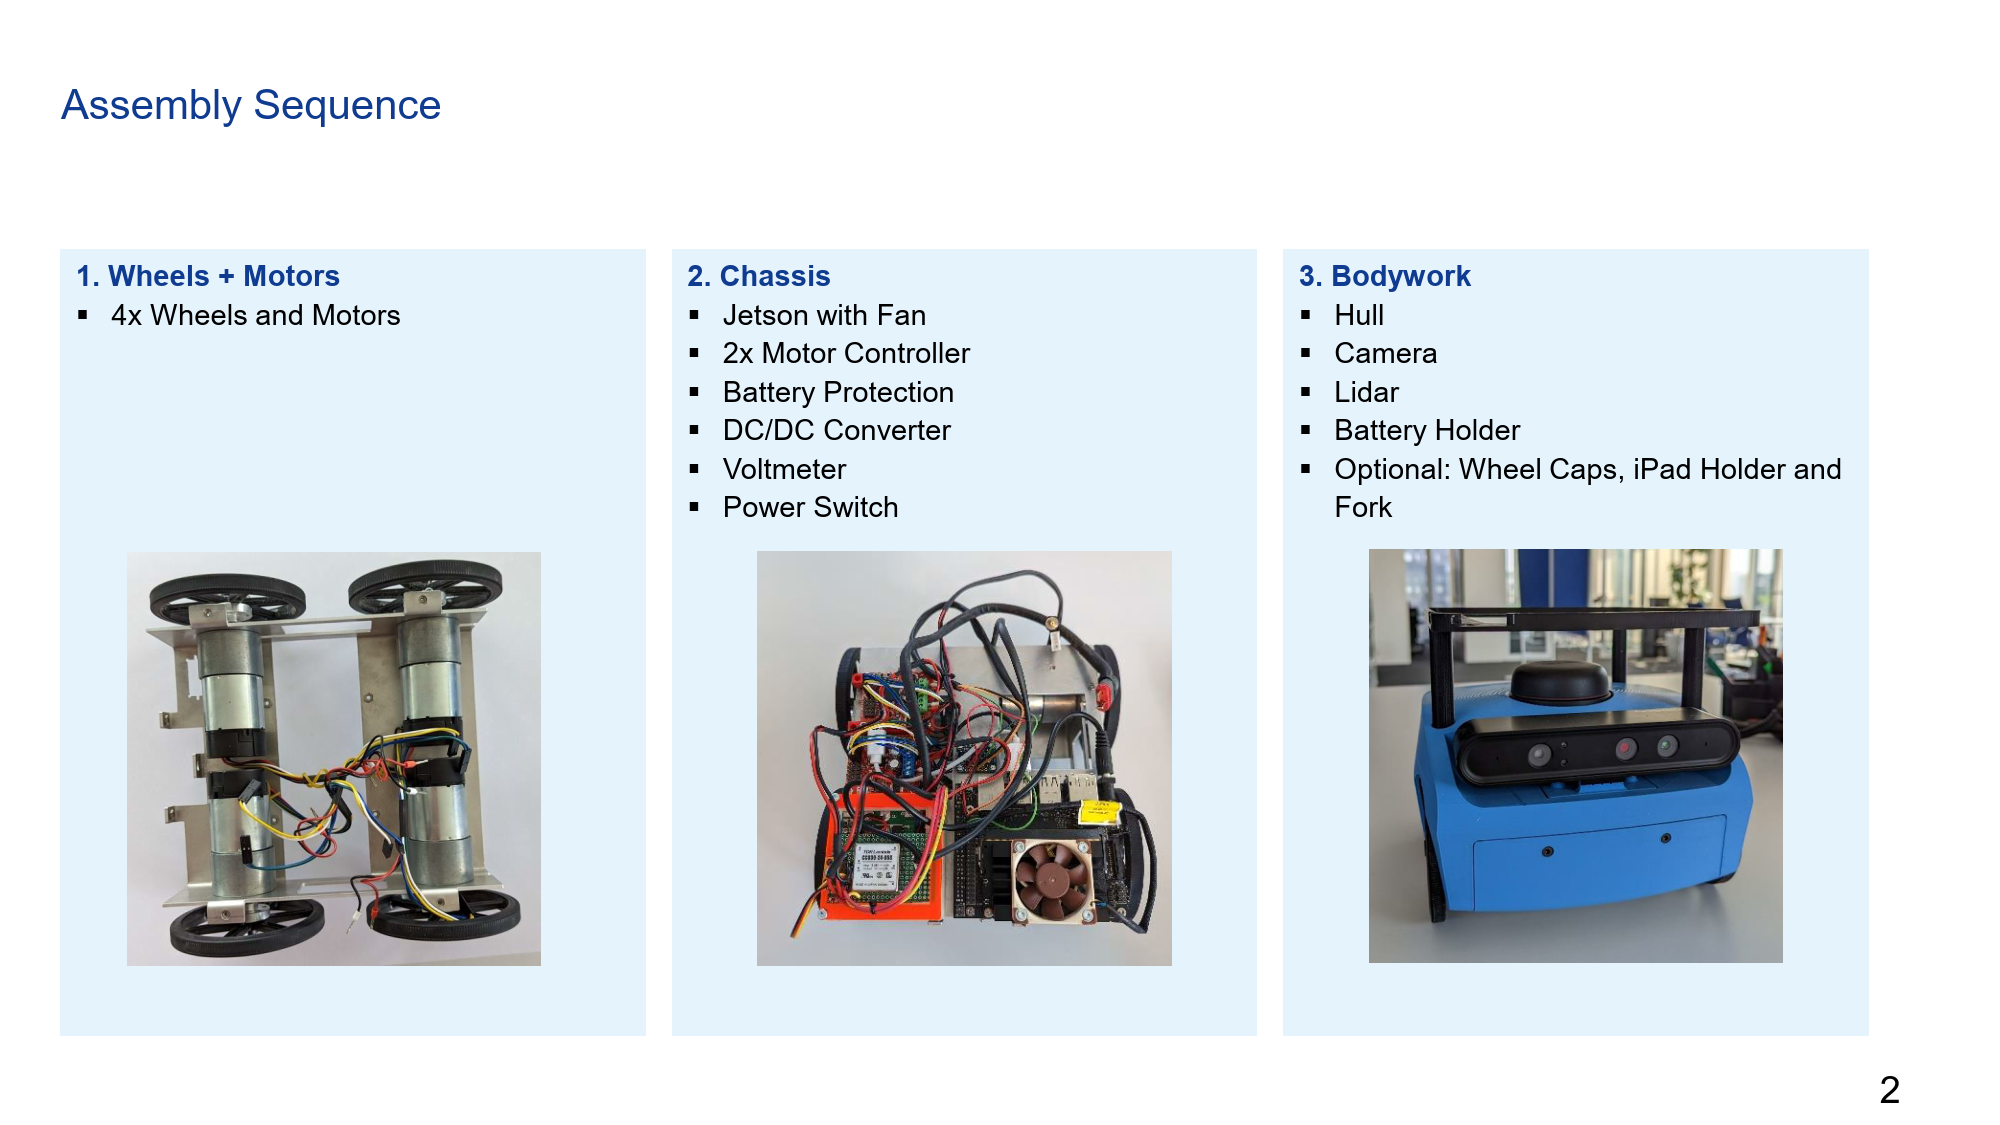 Assembly Sequence
1. Wheels + Motors
▪ 4x Wheels and Motors
2. Chassis
▪ Jetson with Fan
▪ 2x Motor Controller
▪ Battery Protection
▪ DC/DC Converter
▪ Voltmeter
▪ Power Switch
3. Bodywork
▪ Hull
▪ Camera
▪ Lidar
▪ Battery Holder
▪ Optional: Wheel Caps, iPad Holder and
Fork
2